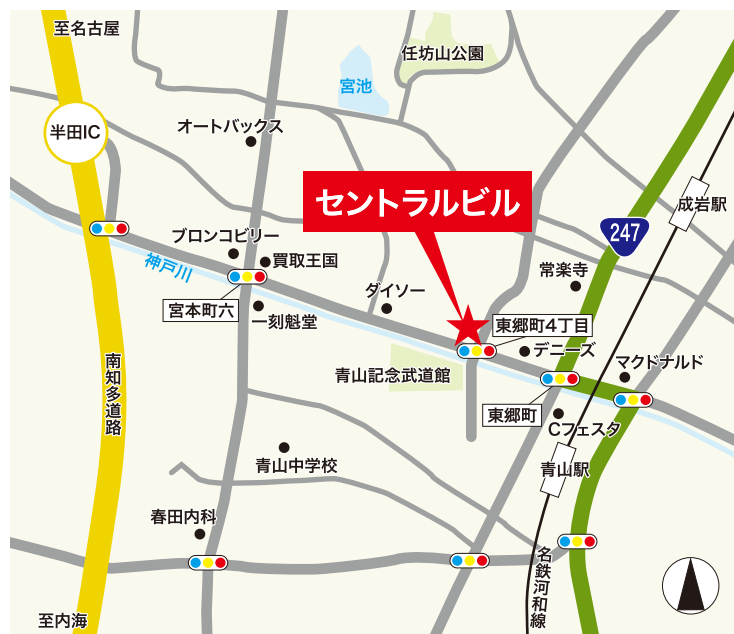 至名古屋
任坊山公園
宮池
半田IC
オートバックス
セントラルビル
成岩駅
247
ブロンコビリー
買取王国
神戸川
常楽寺
ダイソー
宮本町六
一刻魁堂
東郷町4丁目
デニーズ
マクドナルド
青山記念武道館
南知多道路
東郷町
Cフェスタ
青山中学校
青山駅
春田内科
名鉄河和線
至内海